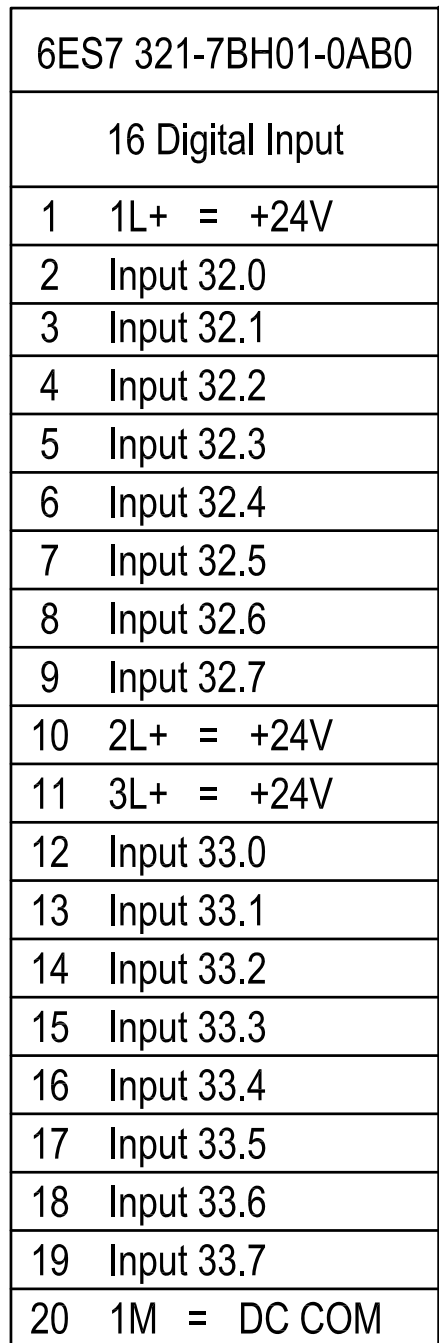 6ES7 321-7BH01-0AB0
16 Digital Input
1 1L+ = +24V
2 Input 32.0
3 Input 32.1
4 Input 32.2
5 Input 32.3
6 Input 32.4
7 Input 32.5
8 Input 32.6
9 Input 32.7
10 2L+ = +24V
11 3L+ = +24V
12 Input 33.0
13 Input 33.1
14 Input 33.2
15 Input 33.3
16 Input 33.4
17 Input 33.5
18 Input 33.6
19 Input 33.7
20 1M = DC COM